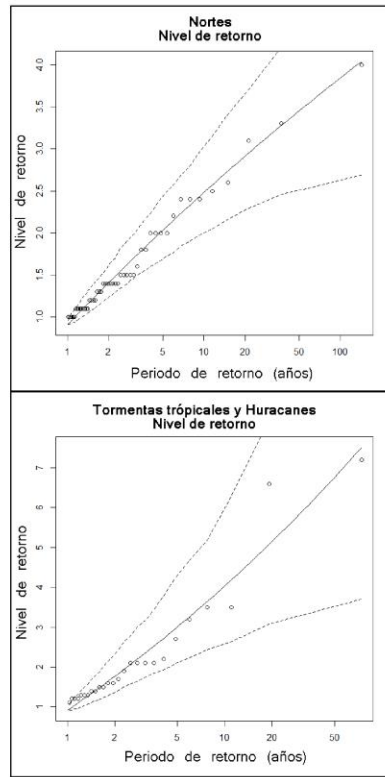 Nortes
Nivel de retorno
4.0
3.5
3.0
2.5
2.0
1.5
1.0
Nivel de retorno
1 2 5 10 20 50 100
Periodo de retorno (años)
Tormentas trópicales y Huracanes
Nivel de retorno
7
6
5
4
3
2
1
Nivel de retorno
1 2 5 10 20 50
Periodo de retorno (años)